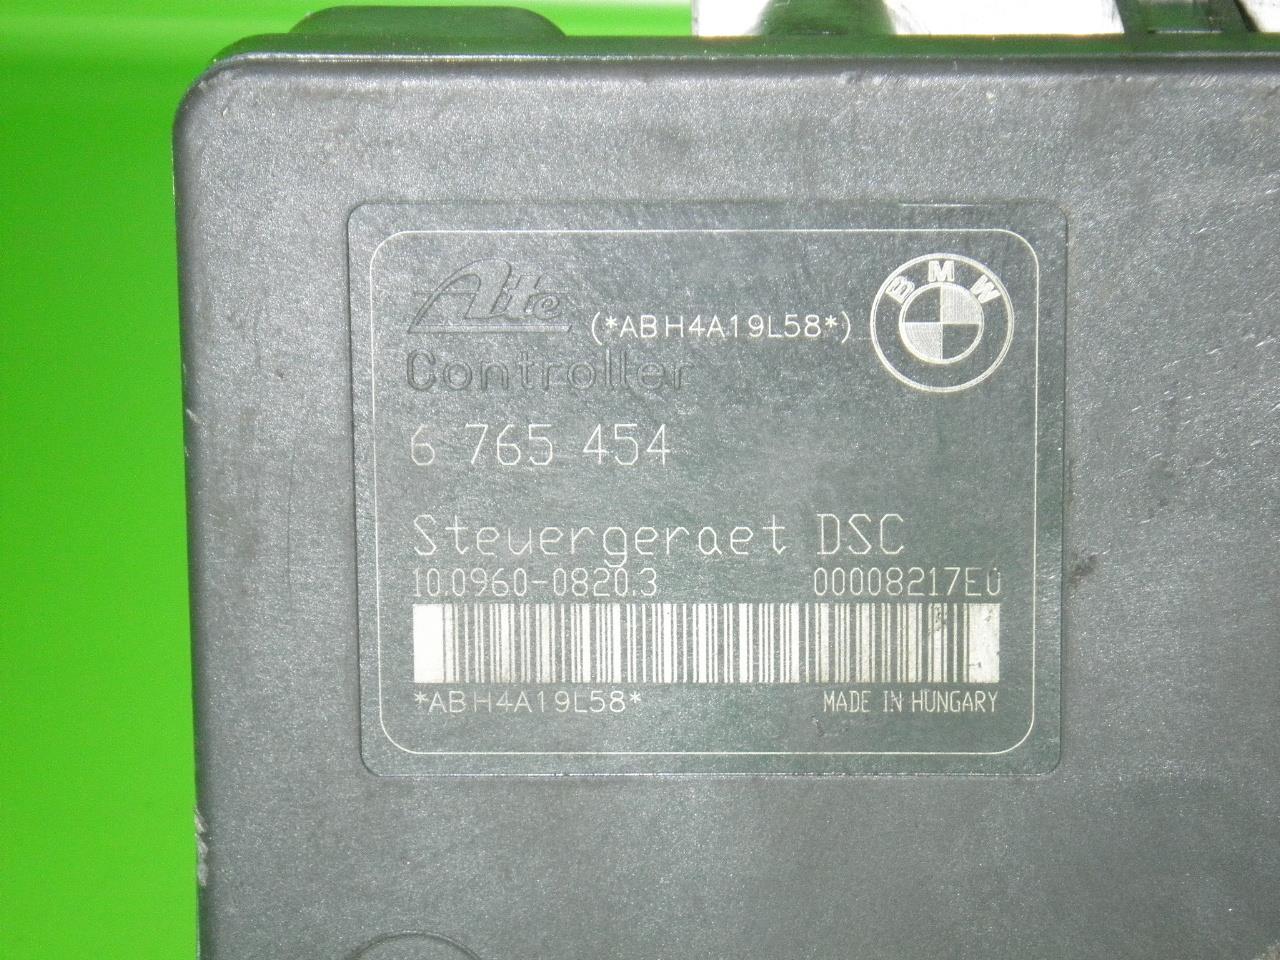 Ate (*ABH4A19L58*) BMW
Controller
6 765 454
Steuergeraet DSC
10.0960-0820.3 00008217E0
*ABH4A19L58* MADE IN HUNGARY